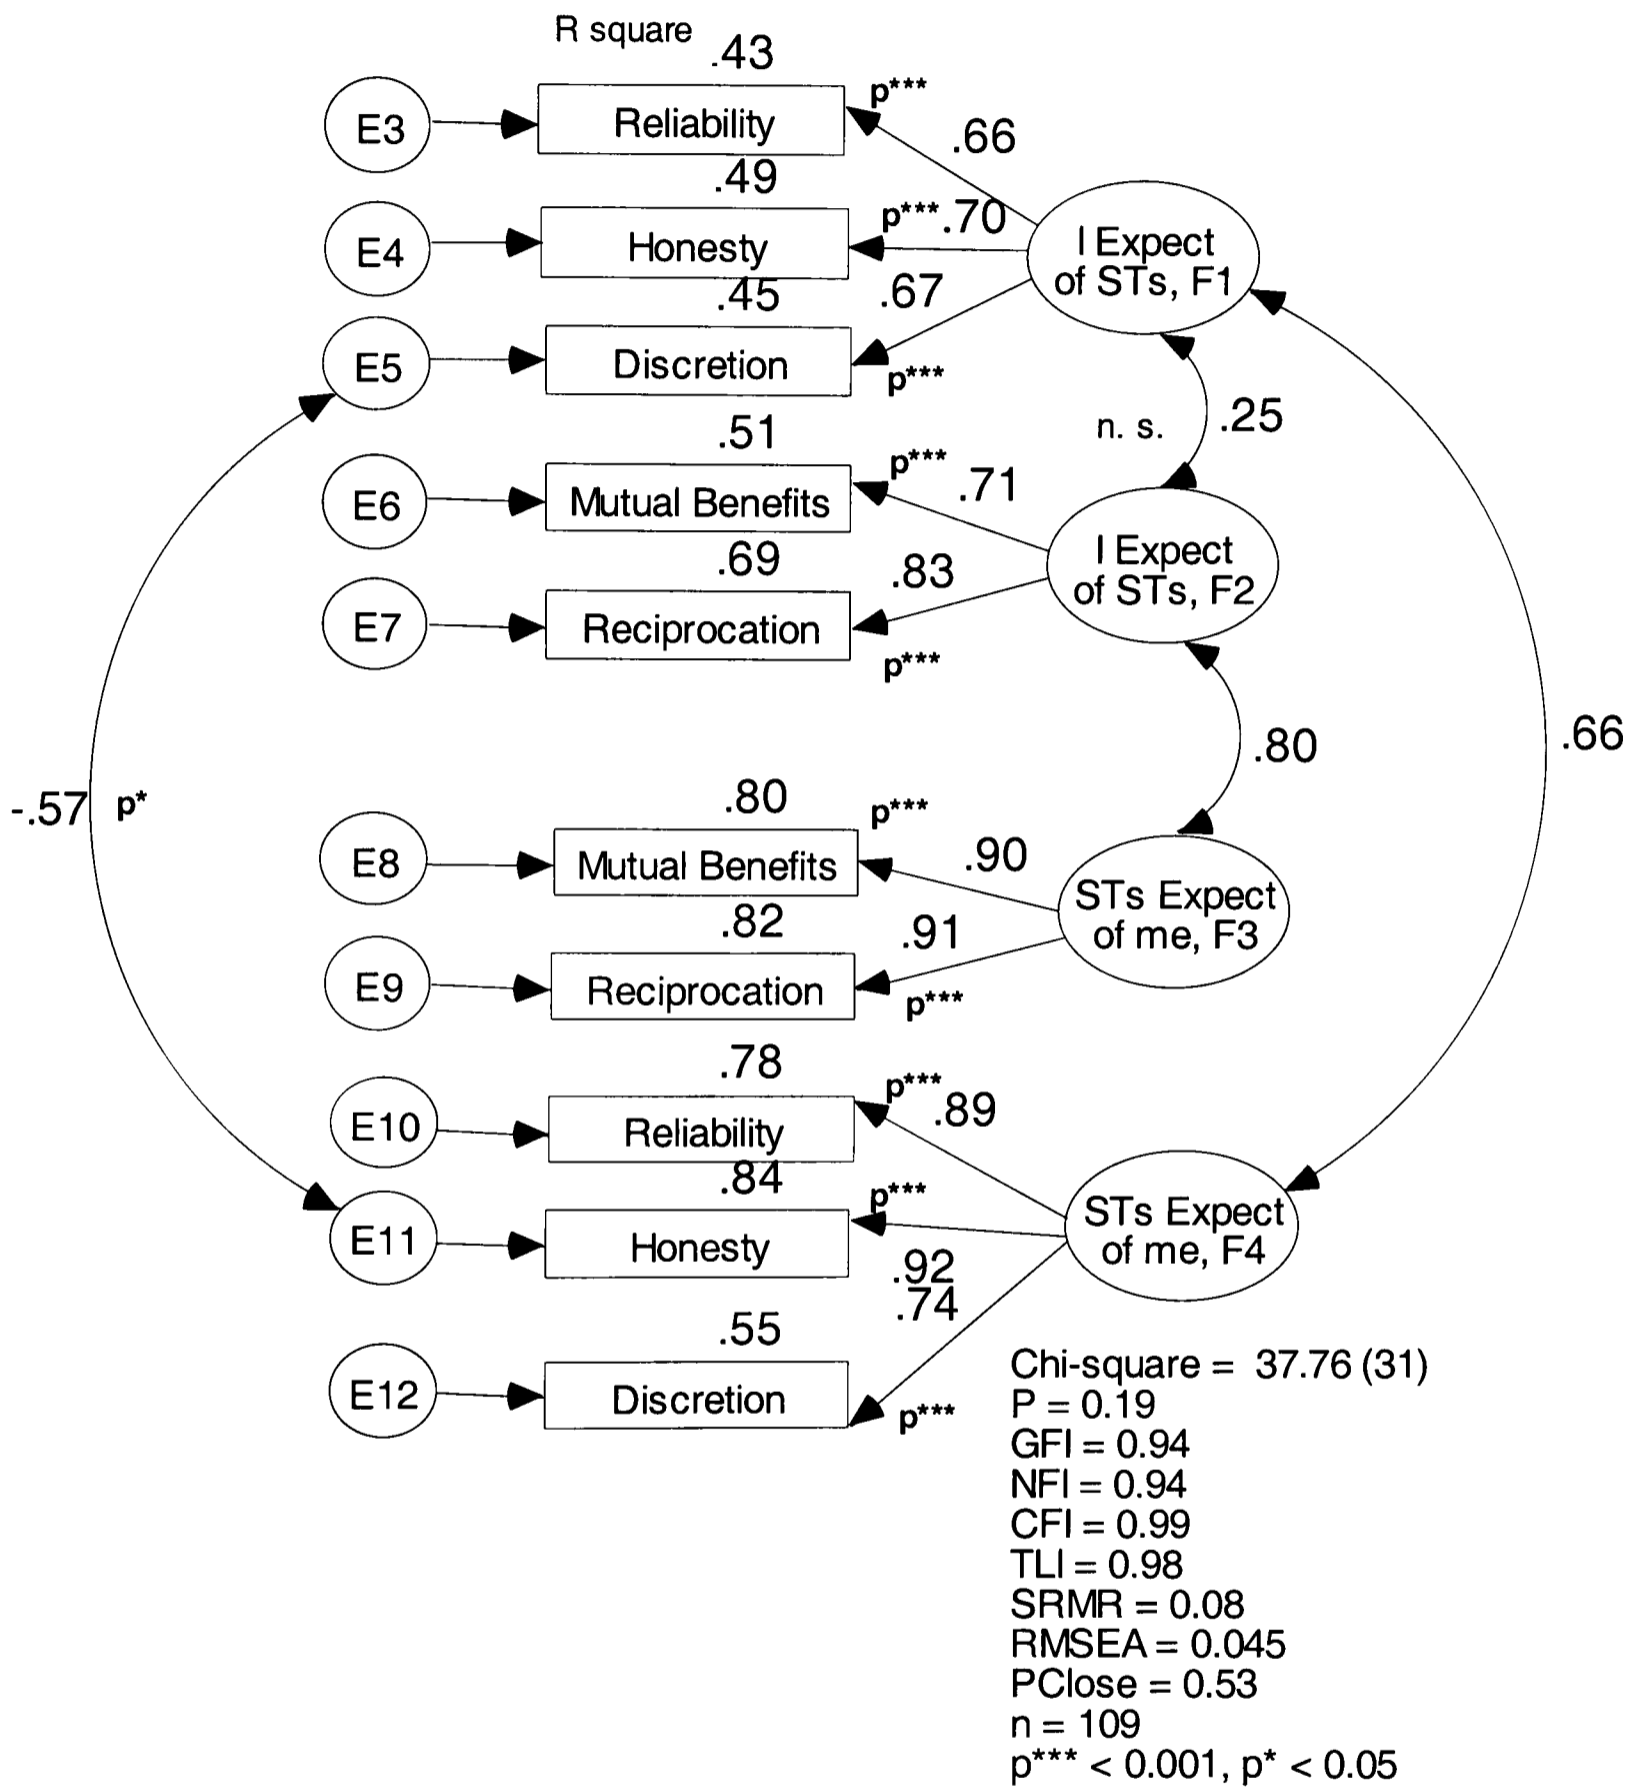 R square
.43
p***
E3
Reliability
.66
.49
p***
.70
E4
Honesty
I Expect
of STs, F1
.45
.67
E5
Discretion
p***
.51
n. s.
.25
p***
.71
E6
Mutual Benefits
.69
I Expect
of STs, F2
.83
E7
Reciprocation
p***
.66
.80
-.57
p*
.80
p***
E8
Mutual Benefits
.90
.82
STs Expect
of me, F3
.91
E9
Reciprocation
p***
.78
p***
.89
E10
Reliability
.84
p***
STs Expect
of me, F4
E11
Honesty
.92
.74
.55
E12
Discretion
p***
Chi-square = 37.76 (31)
P = 0.19
GFI = 0.94
NFI = 0.94
CFI = 0.99
TLI = 0.98
SRMR = 0.08
RMSEA = 0.045
PClose = 0.53
n = 109
p*** < 0.001, p* < 0.05